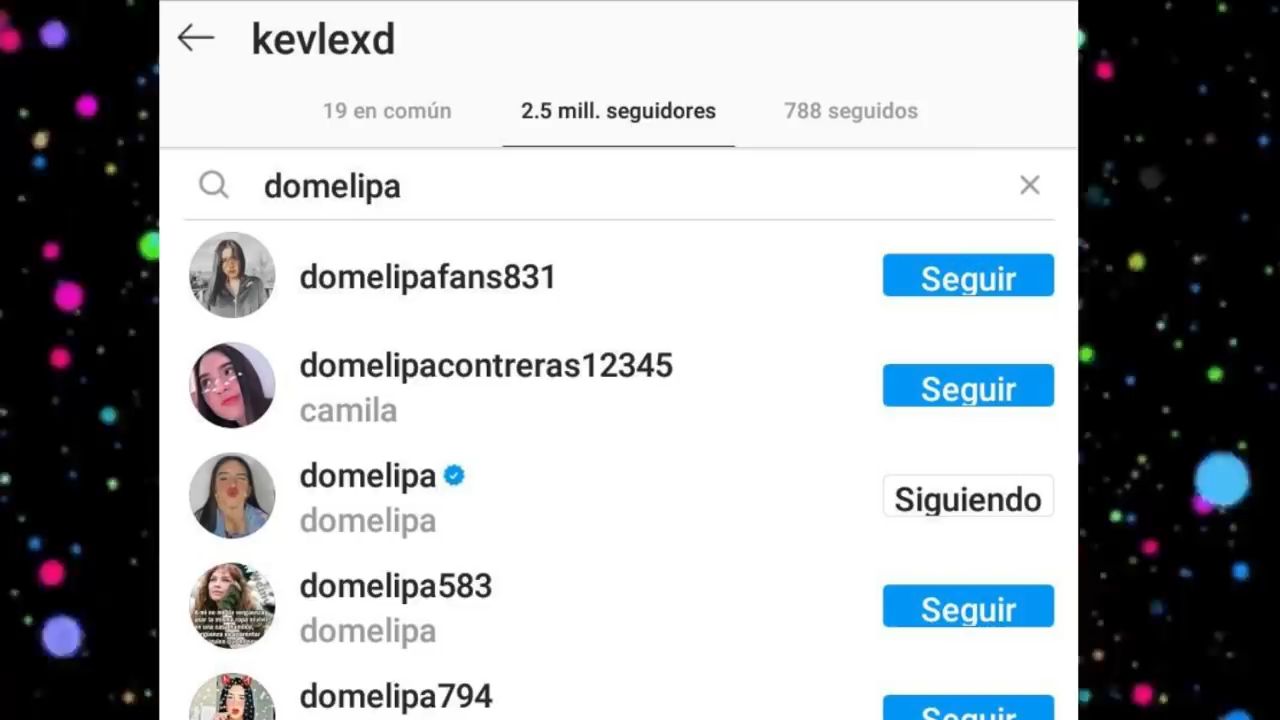 kevlexd
19 en común 2.5 mill. seguidores 788 seguidos
domelipa
domelipafans831 Seguir
domelipacontreras12345 Seguir
camila
domelipa Siguiendo
domelipa
domelipa583 Seguir
domelipa
domelipa794 Seguir